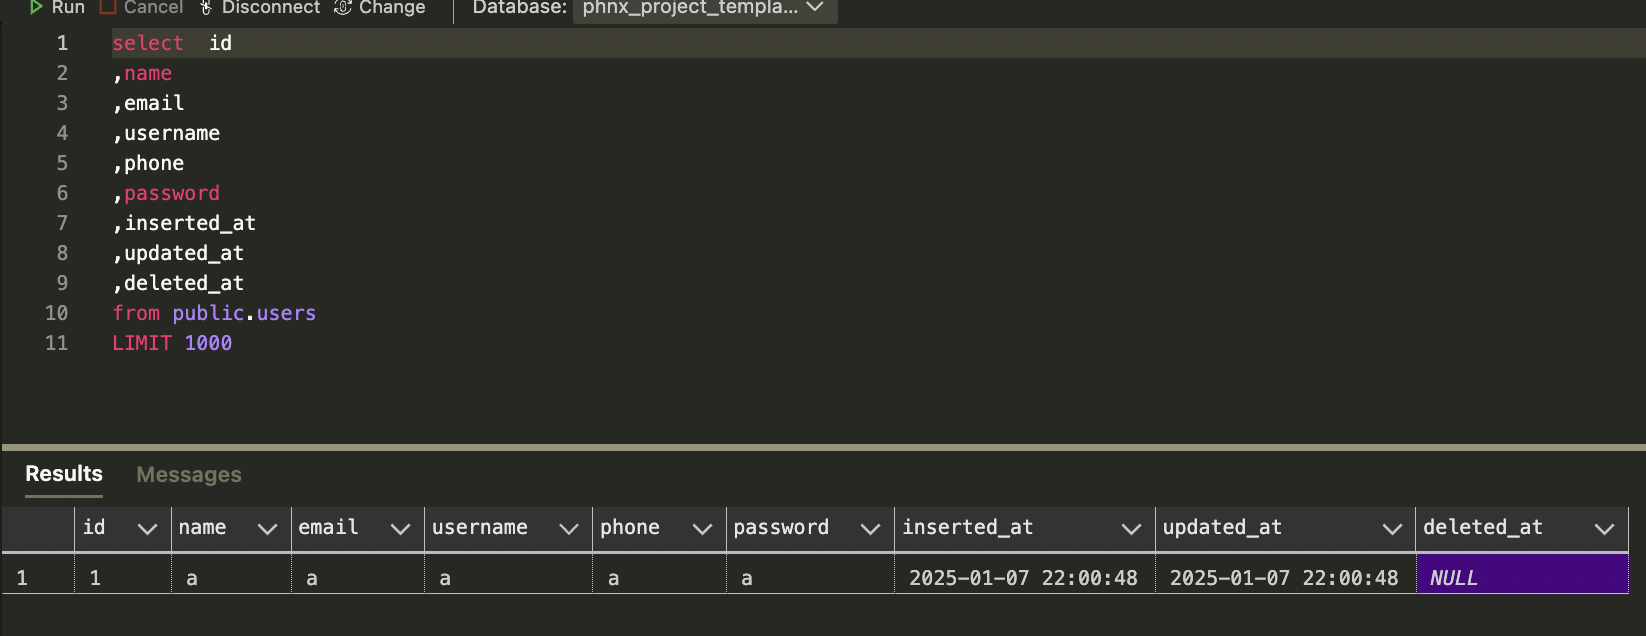 Run Cancel Disconnect Change Database: phnx_project_templa...
1 select  id
2 ,name
3 ,email
4 ,username
5 ,phone
6 ,password
7 ,inserted_at
8 ,updated_at
9 ,deleted_at
10 from public.users
11 LIMIT 1000
Results Messages
id name email username phone password inserted_at updated_at deleted_at
1 1 a a a a a 2025-01-07 22:00:48 2025-01-07 22:00:48 NULL